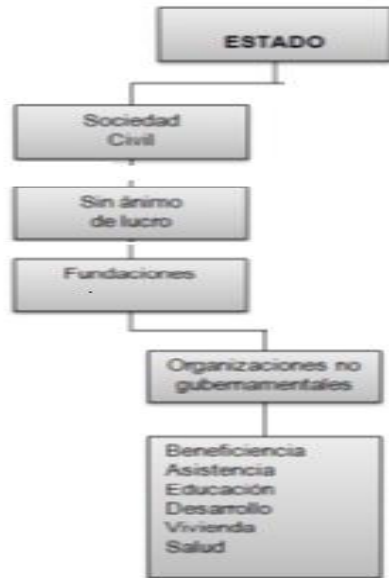 ESTADO
Sociedad
Civil
Sin ánimo
de lucro
Fundaciones
.
Organizaciones no
gubernamentales
Beneficiencia
Asistencia
Educación
Desarrollo
Vivienda
Salud